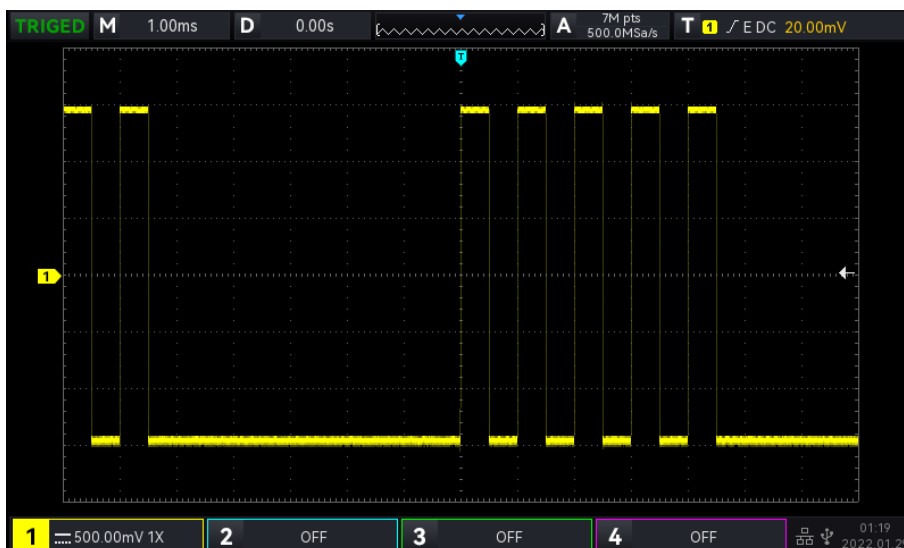 TRIGED M 1.00ms D 0.00s A 7M pts 500.0MSa/s T 1 E DC 20.00mV
T
1
1 500.00mV 1X 2 OFF 3 OFF 4 OFF 01:19